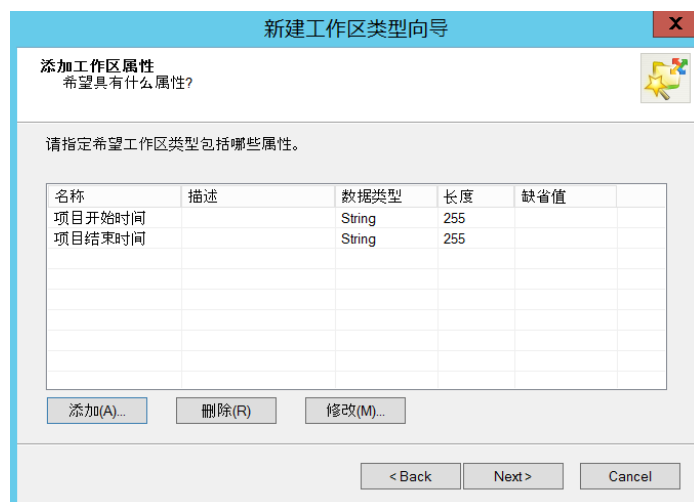 新建工作区类型向导
x
添加工作区属性
希望具有什么属性?
请指定希望工作区类型包括哪些属性。
名称 描述 数据类型 长度 缺省值
项目开始时间 String 255
项目结束时间 String 255
添加(A)... 删除(R) 修改(M)...
< Back Next > Cancel